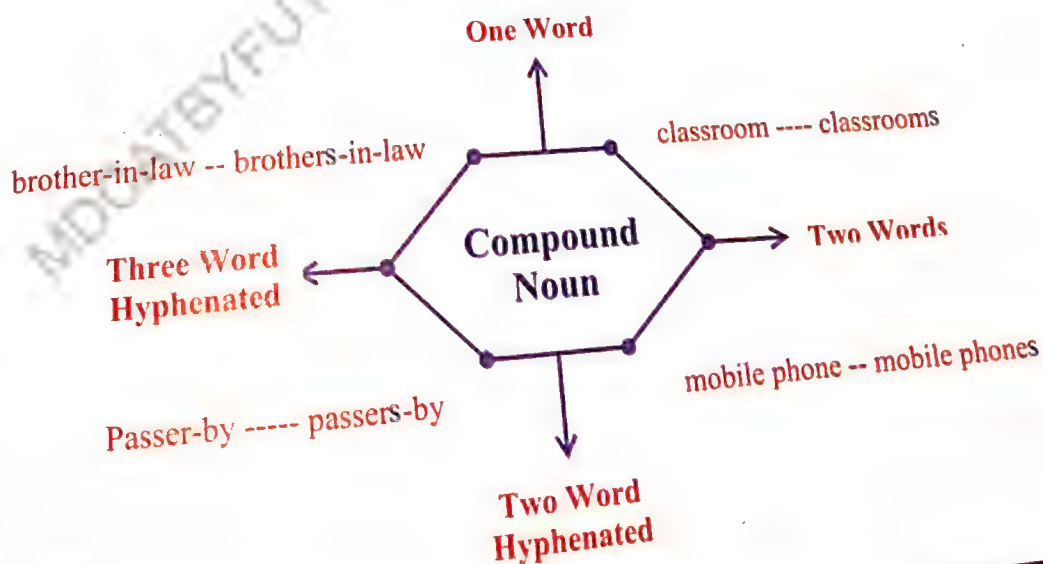 MDCATBYFUT
One Word
classroom ---- classrooms
brother-in-law -- brothers-in-law
Compound
Noun
Two Words
Three Word
Hyphenated
mobile phone -- mobile phones
Passer-by ----- passers-by
Two Word
Hyphenated